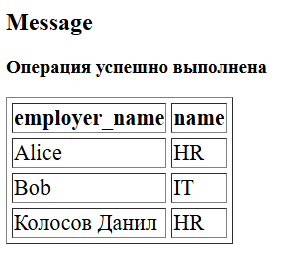 Message
Операция успешно выполнена
employer_name name
Alice HR
Bob IT
Колосов Данил HR